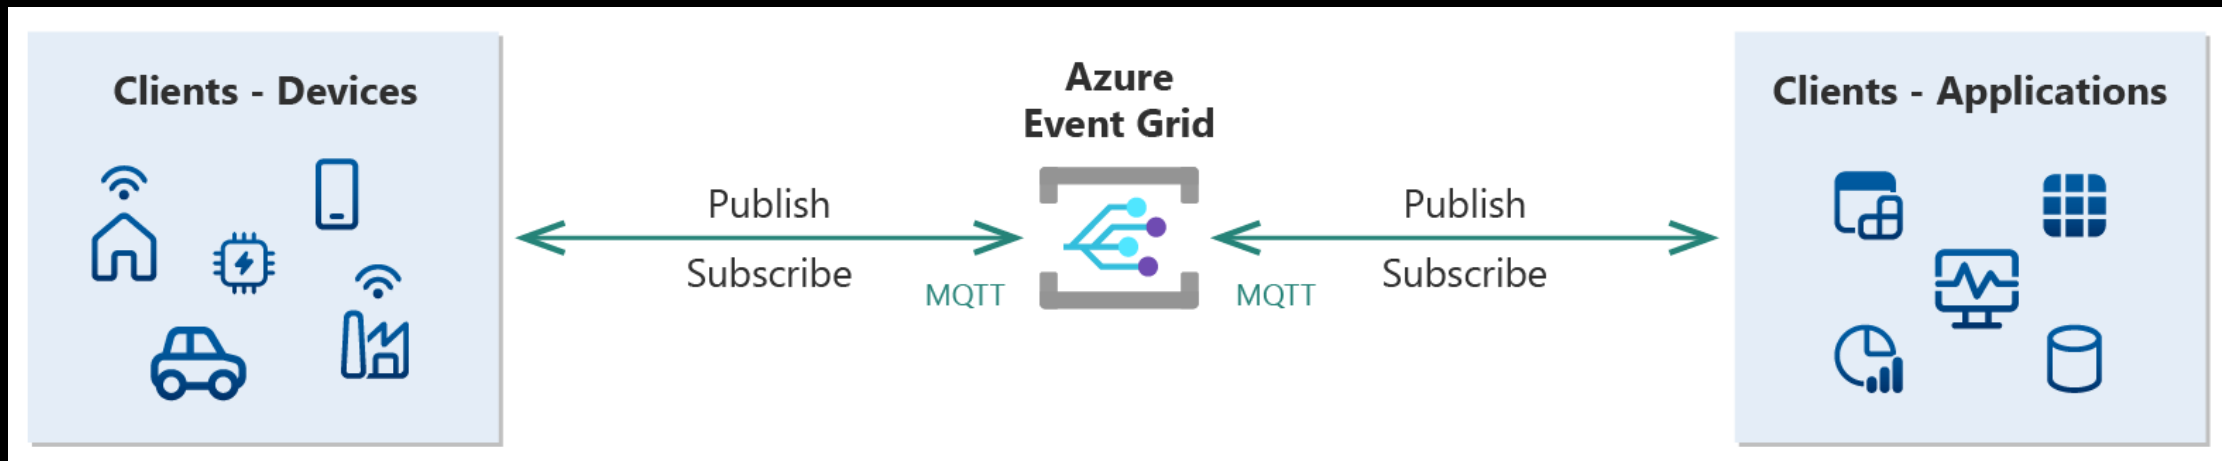 Clients - Devices
Publish
Subscribe
MQTT
Azure
Event Grid
MQTT
Publish
Subscribe
Clients - Applications